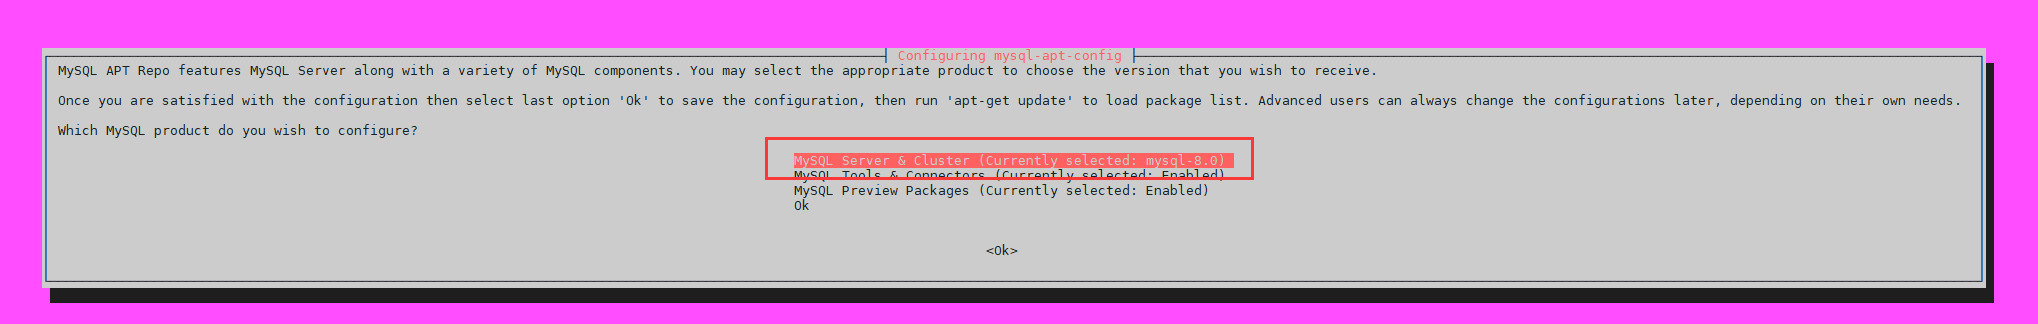 Configuring mysql-apt-config
MySQL APT Repo features MySQL Server along with a variety of MySQL components. You may select the appropriate product to choose the version that you wish to receive.
Once you are satisfied with the configuration then select last option 'Ok' to save the configuration, then run 'apt-get update' to load package list. Advanced users can always change the configurations later, depending on their own needs.
Which MySQL product do you wish to configure?
MySQL Server & Cluster (Currently selected: mysql-8.0)
MySQL Tools & Connectors (Currently selected: Enabled)
MySQL Preview Packages (Currently selected: Enabled)
Ok
<Ok>